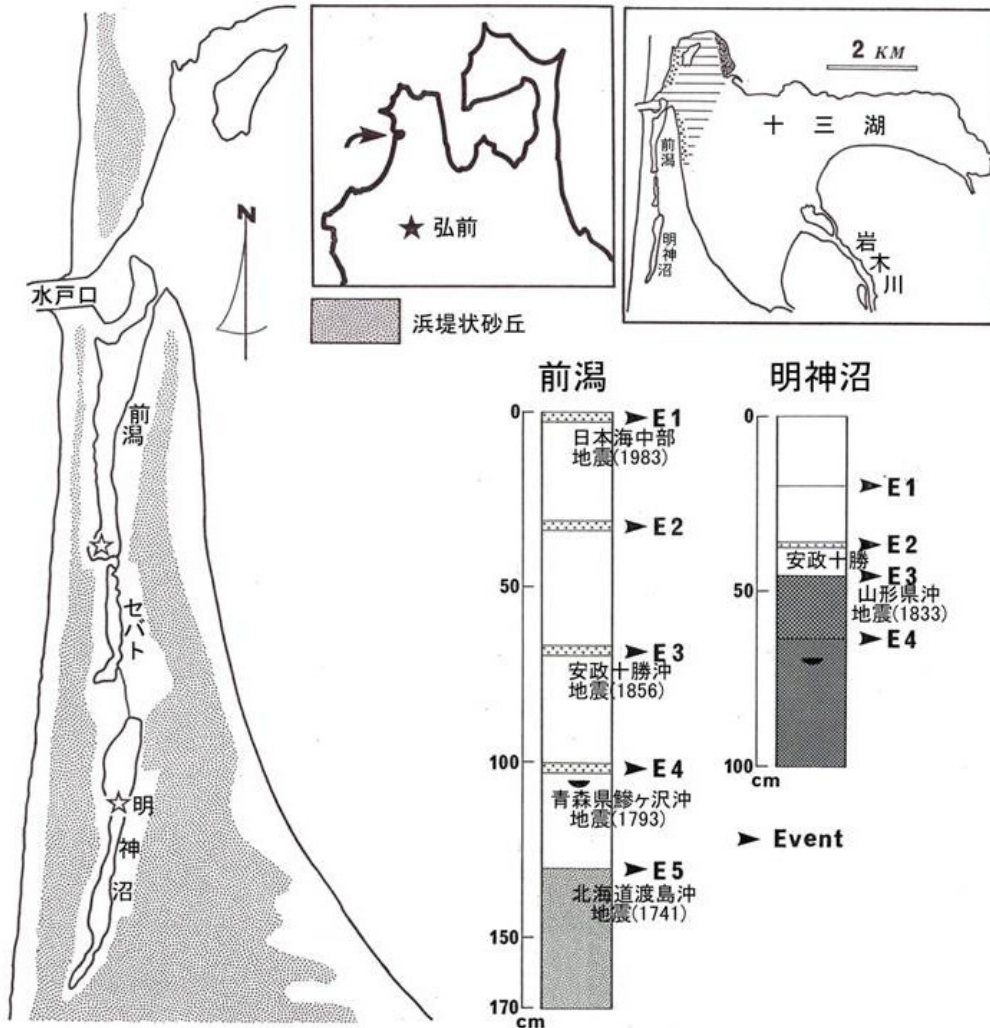 N
水戸口
前潟
セバト
明神沼
弘前
浜堤状砂丘
2 KM
十三湖
前潟
明神沼
岩木川
前潟
0
50
100
150
170
cm
E1
日本海中部
地震(1983)
E2
E3
安政十勝沖
地震(1856)
E4
青森県鰺ヶ沢沖
地震(1793)
E5
北海道渡島沖
地震(1741)
明神沼
0
50
100
cm
E1
E2
安政十勝
E3
山形県沖
地震(1833)
E4
Event